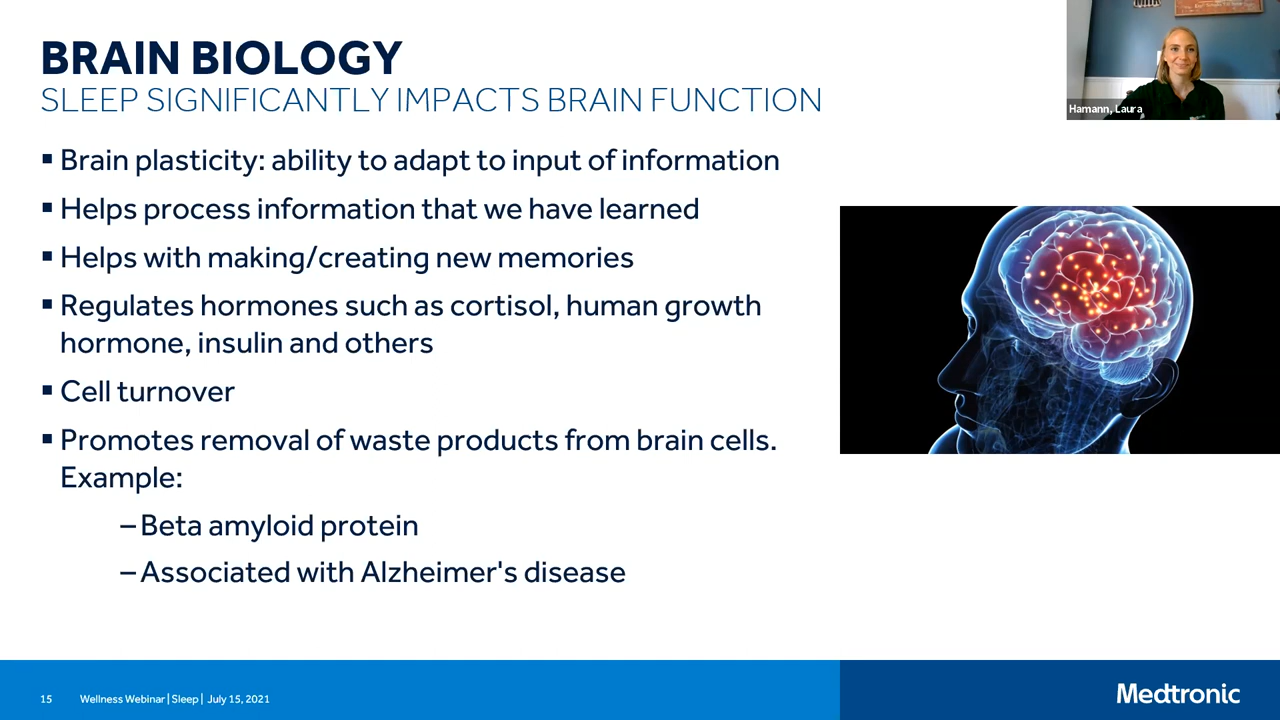 BRAIN BIOLOGY
SLEEP SIGNIFICANTLY IMPACTS BRAIN FUNCTION
▪ Brain plasticity: ability to adapt to input of information
▪ Helps process information that we have learned
▪ Helps with making/creating new memories
▪ Regulates hormones such as cortisol, human growth
hormone, insulin and others
▪ Cell turnover
▪ Promotes removal of waste products from brain cells.
Example:
– Beta amyloid protein
– Associated with Alzheimer's disease
Hamann, Laura
15 Wellness Webinar | Sleep | July 15, 2021
Medtronic